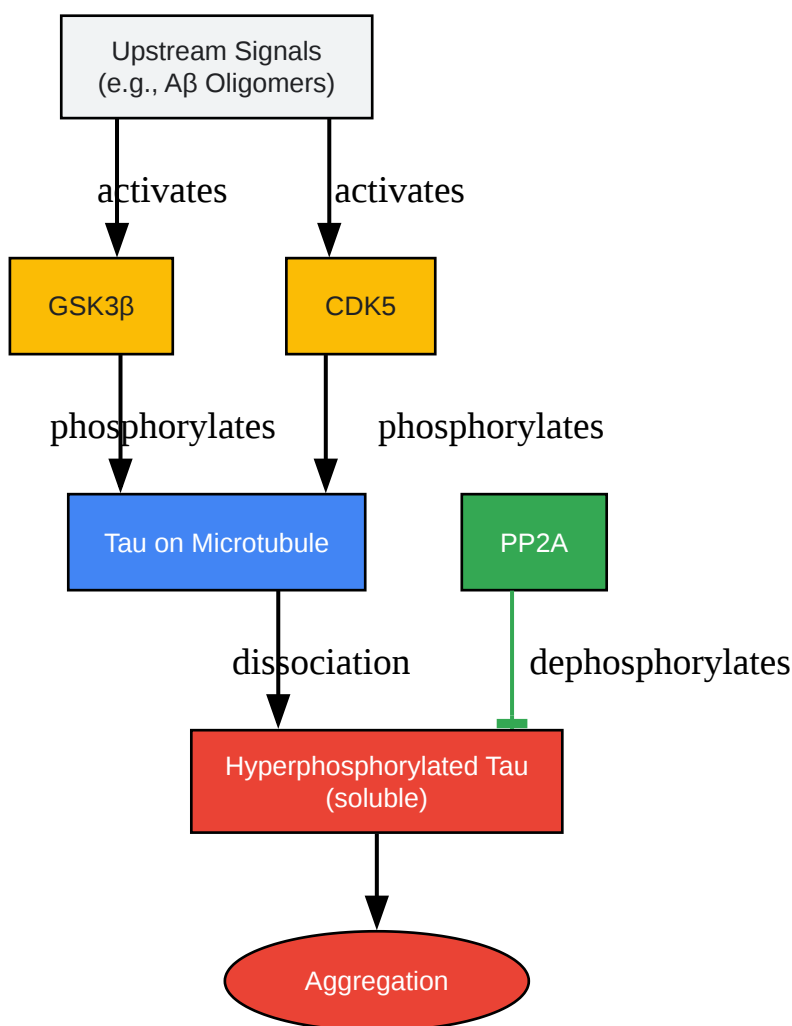 Upstream Signals
(e.g., Aβ Oligomers)
activates
activates
GSK3β
CDK5
phosphorylates
phosphorylates
Tau on Microtubule
PP2A
dissociation
dephosphorylates
Hyperphosphorylated Tau
(soluble)
Aggregation